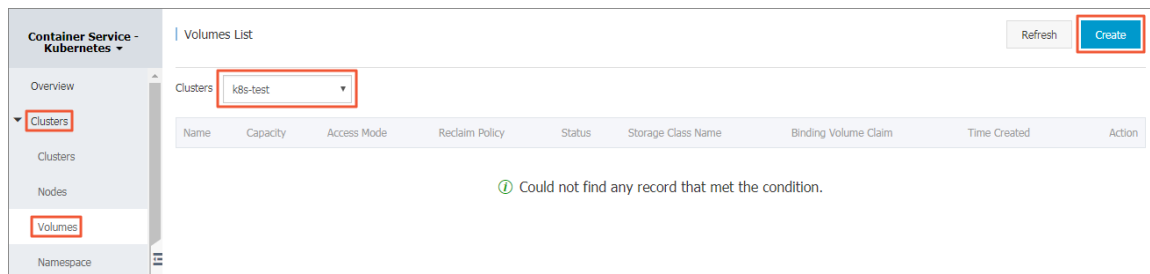 Container Service -
Kubernetes
Overview
Clusters
Clusters
Nodes
Volumes
Namespace
Volumes List
Refresh
Create
Clusters
k8s-test
Name Capacity Access Mode Reclaim Policy Status Storage Class Name Binding Volume Claim Time Created Action
Could not find any record that met the condition.